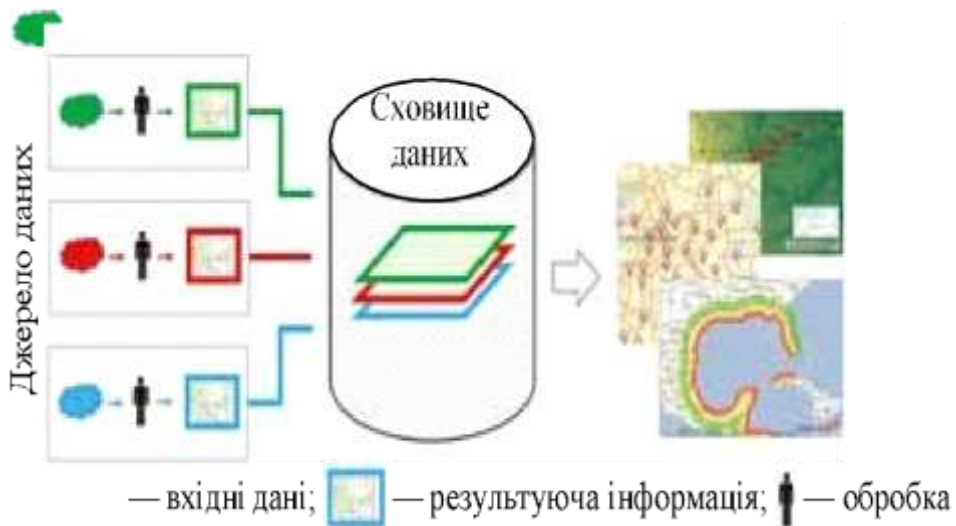 Джерело даних
Сховище
даних
— вхідні дані; — результуюча інформація; — обробка